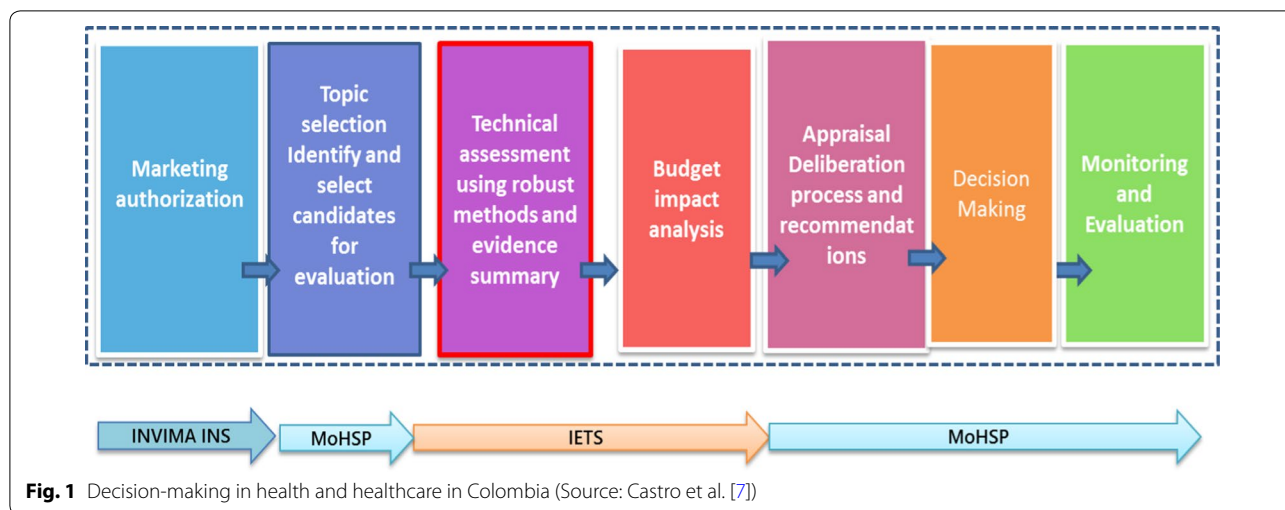 Marketing
authorization
Topic
selection
Identify and
select
candidates
for
evaluation
Technical
assessment
using robust
methods and
evidence
summary
Budget
impact
analysis
Appraisal
Deliberation
process and
recommendat
ions
Decision
Making
Monitoring
and
Evaluation
INVIMA INS
MoHSP
IETS
MoHSP
Fig. 1 Decision-making in health and healthcare in Colombia (Source: Castro et al. [7])